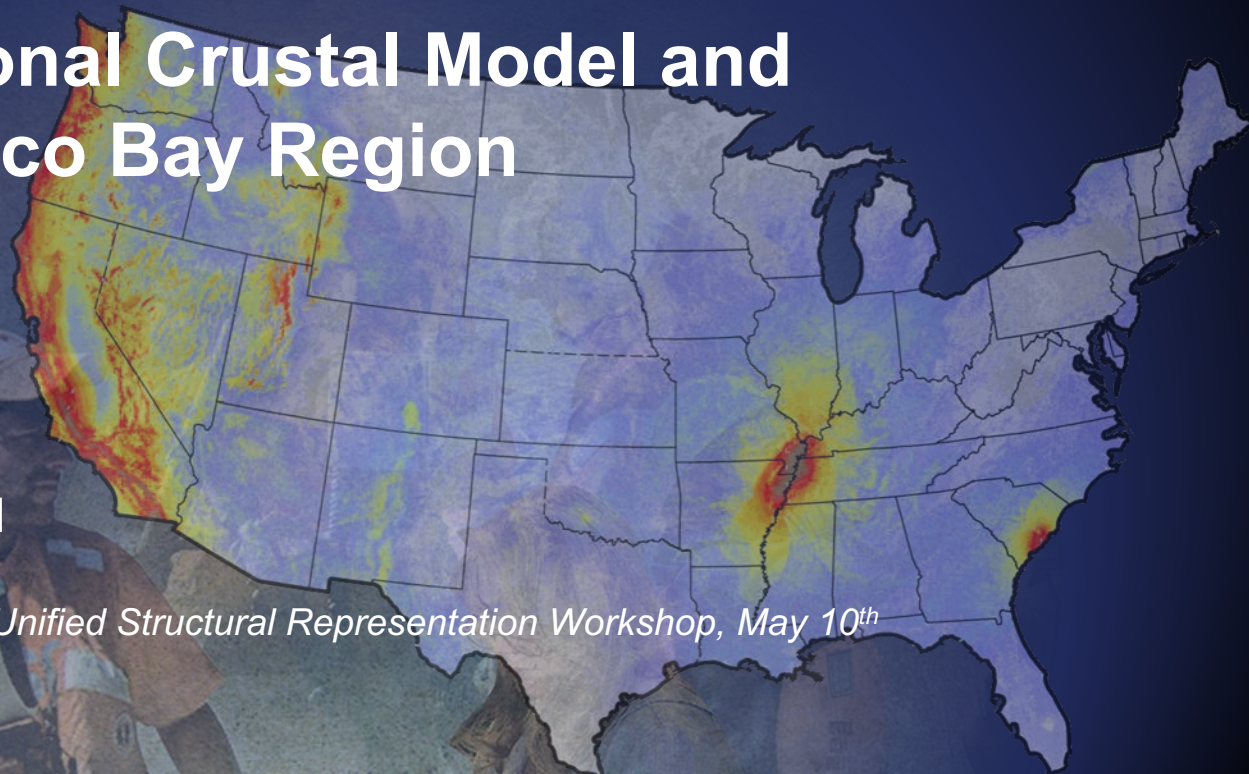 onal Crustal Model and
co Bay Region
Unified Structural Representation Workshop, May 10th